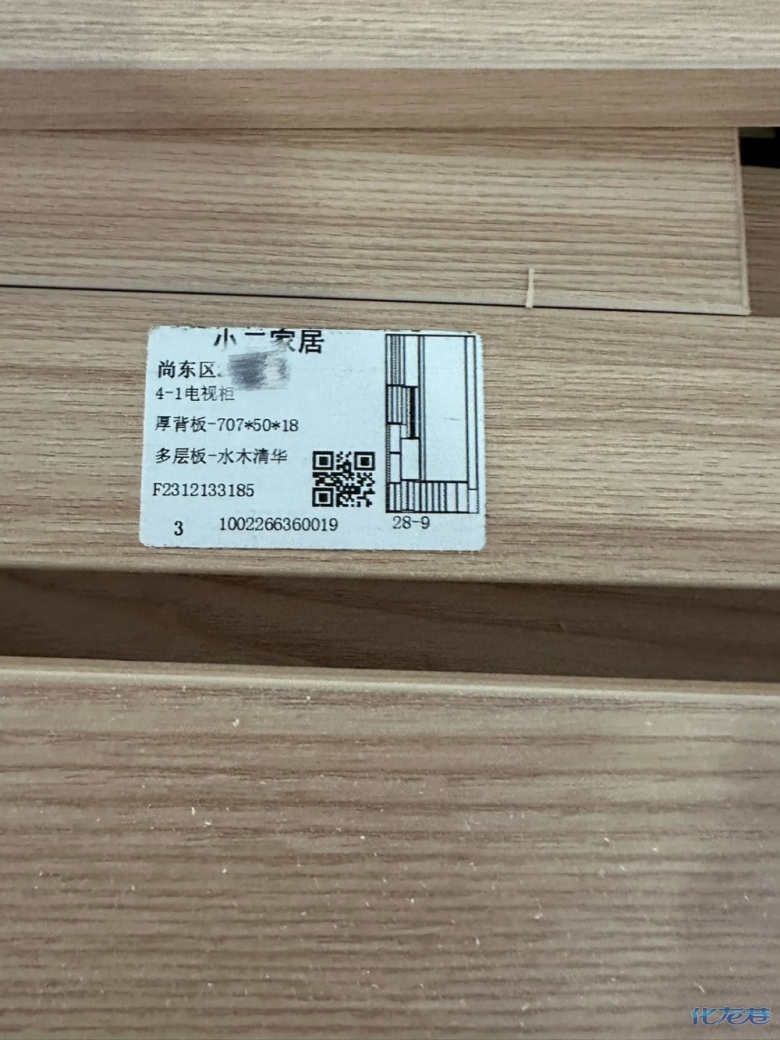 小二家居
尚东区
4-1电视柜
厚背板-707*50*18
多层板-水木清华
F2312133185
3 1002266360019 28-9
化龙巷